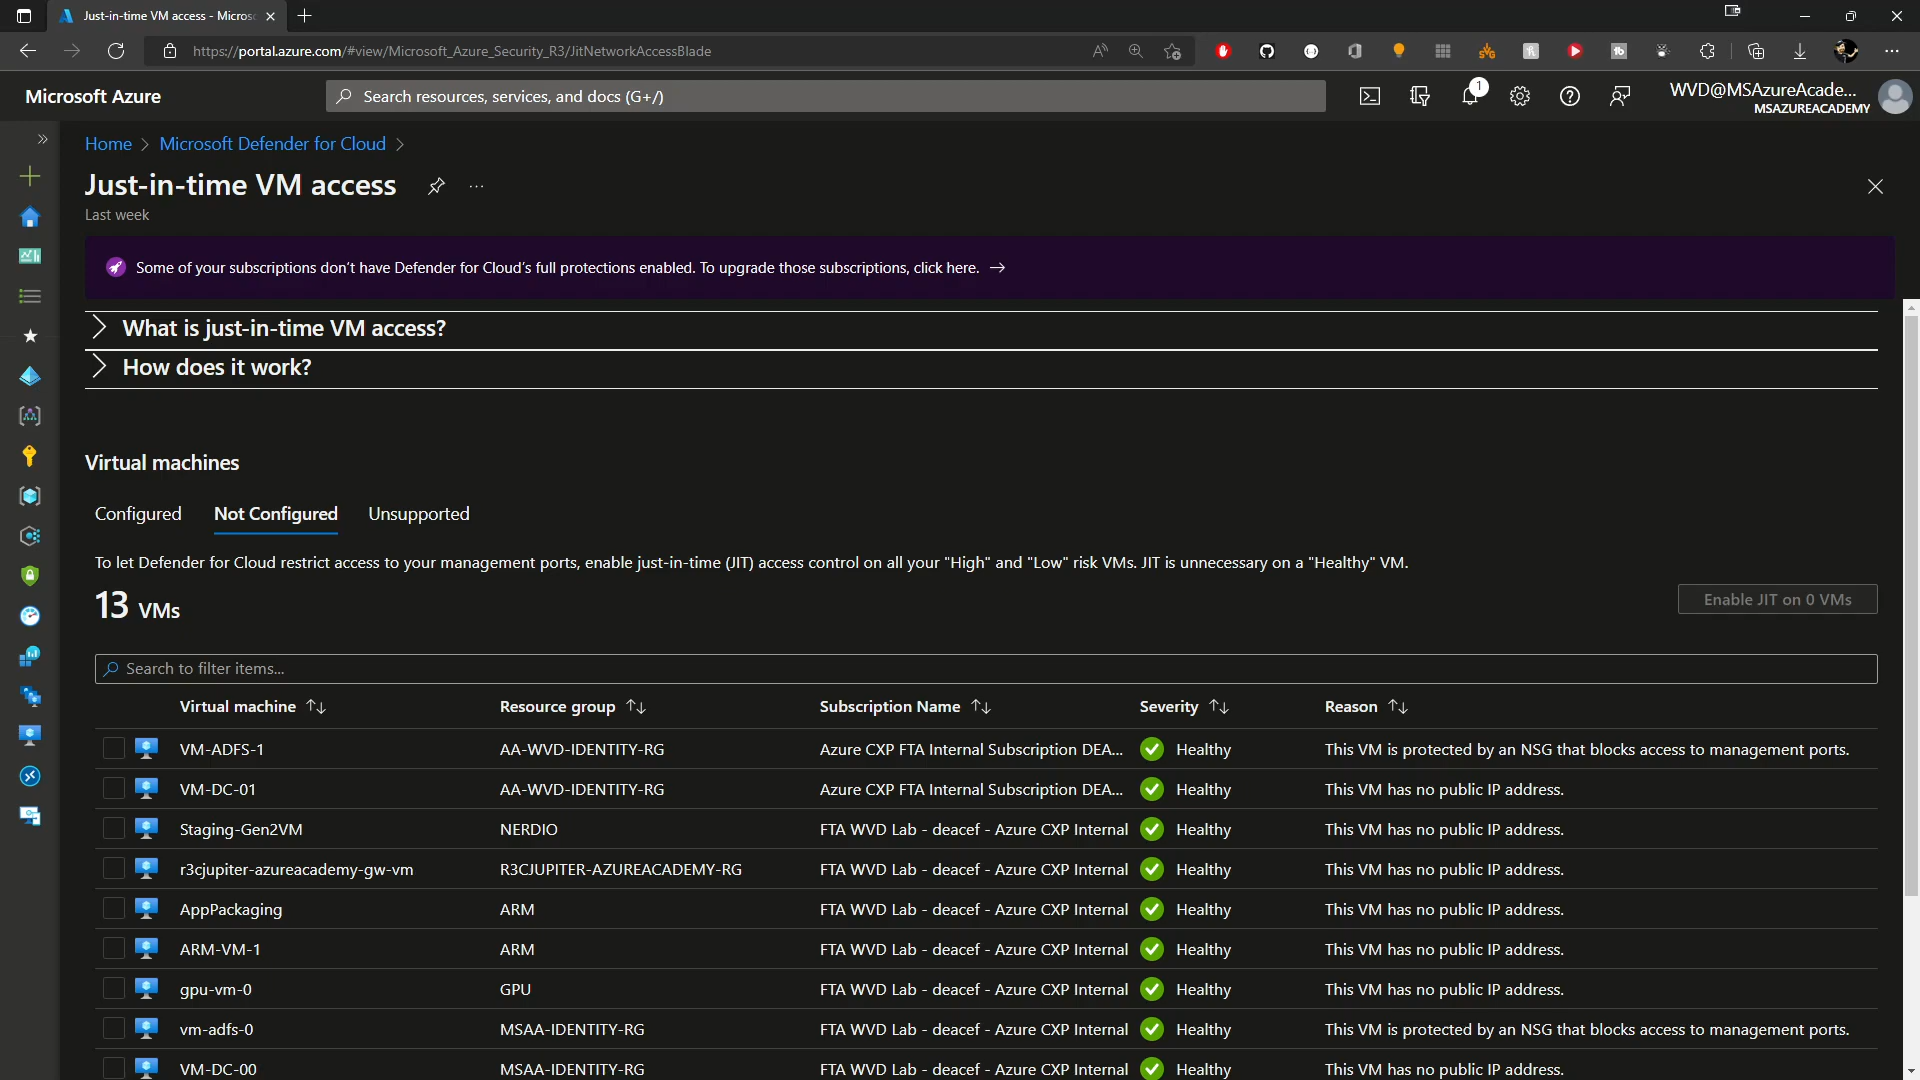 Just-in-time VM access - Micros
https://portal.azure.com/#view/Microsoft_Azure_Security_R3/JitNetworkAccessBlade
Microsoft Azure
Search resources, services, and docs (G+/)
1
WVD@MSAzureAcade...
MSAZUREACADEMY
Home > Microsoft Defender for Cloud >
Just-in-time VM access
...
Last week
Some of your subscriptions don't have Defender for Cloud's full protections enabled. To upgrade those subscriptions, click here. →
What is just-in-time VM access?
How does it work?
Virtual machines
Configured Not Configured Unsupported
To let Defender for Cloud restrict access to your management ports, enable just-in-time (JIT) access control on all your "High" and "Low" risk VMs. JIT is unnecessary on a "Healthy" VM.
13 VMs
Enable JIT on 0 VMs
Search to filter items...
Virtual machine ↑↓ Resource group ↑↓ Subscription Name ↑↓ Severity ↑↓ Reason ↑↓
VM-ADFS-1 AA-WVD-IDENTITY-RG Azure CXP FTA Internal Subscription DEA... Healthy This VM is protected by an NSG that blocks access to management ports.
VM-DC-01 AA-WVD-IDENTITY-RG Azure CXP FTA Internal Subscription DEA... Healthy This VM has no public IP address.
Staging-Gen2VM NERDIO FTA WVD Lab - deacef - Azure CXP Internal Healthy This VM has no public IP address.
r3cjupiter-azureacademy-gw-vm R3CJUPITER-AZUREACADEMY-RG FTA WVD Lab - deacef - Azure CXP Internal Healthy This VM has no public IP address.
AppPackaging ARM FTA WVD Lab - deacef - Azure CXP Internal Healthy This VM has no public IP address.
ARM-VM-1 ARM FTA WVD Lab - deacef - Azure CXP Internal Healthy This VM has no public IP address.
gpu-vm-0 GPU FTA WVD Lab - deacef - Azure CXP Internal Healthy This VM has no public IP address.
vm-adfs-0 MSAA-IDENTITY-RG FTA WVD Lab - deacef - Azure CXP Internal Healthy This VM is protected by an NSG that blocks access to management ports.
VM-DC-00 MSAA-IDENTITY-RG FTA WVD Lab - deacef - Azure CXP Internal Healthy This VM has no public IP address.